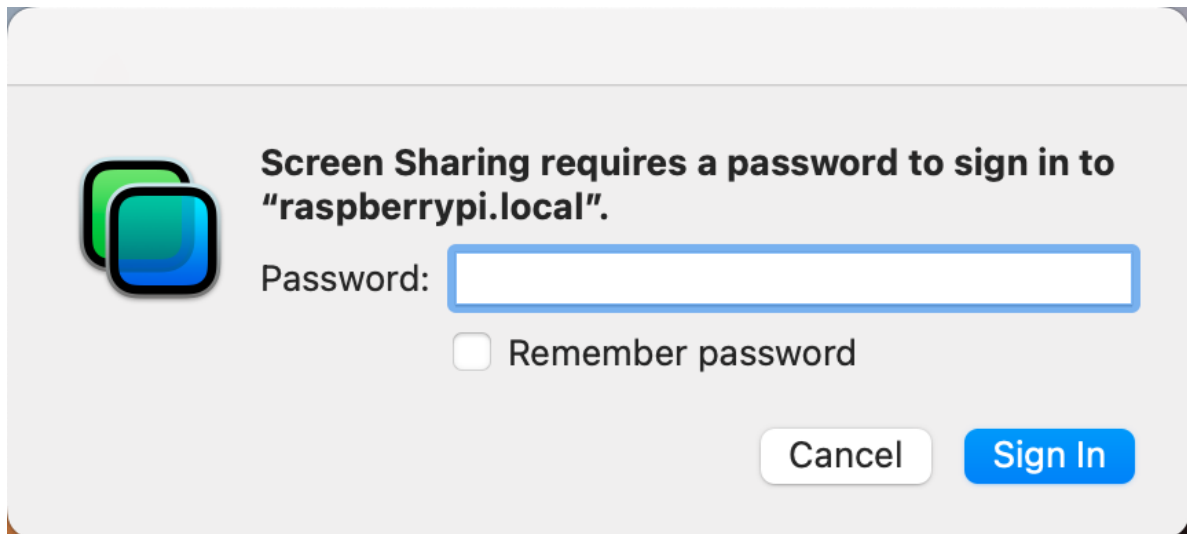 Screen Sharing requires a password to sign in to
“raspberrypi.local”.
Password:
Remember password
Cancel
Sign In